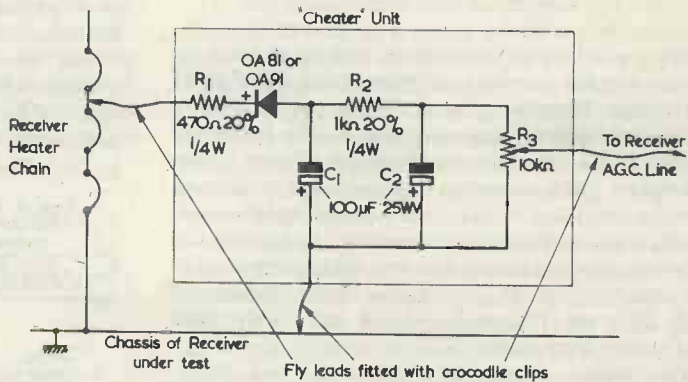 "Cheater" Unit
OA81 or
OA91
R1
+
470Ω 20%
1/4W
R2
1kΩ 20%
1/4W
R3
10kΩ
To Receiver
A.G.C. Line
Receiver
Heater
Chain
C1
+
C2
+
100µF 25WV
Chassis of Receiver
under test
Fly leads fitted with crocodile clips